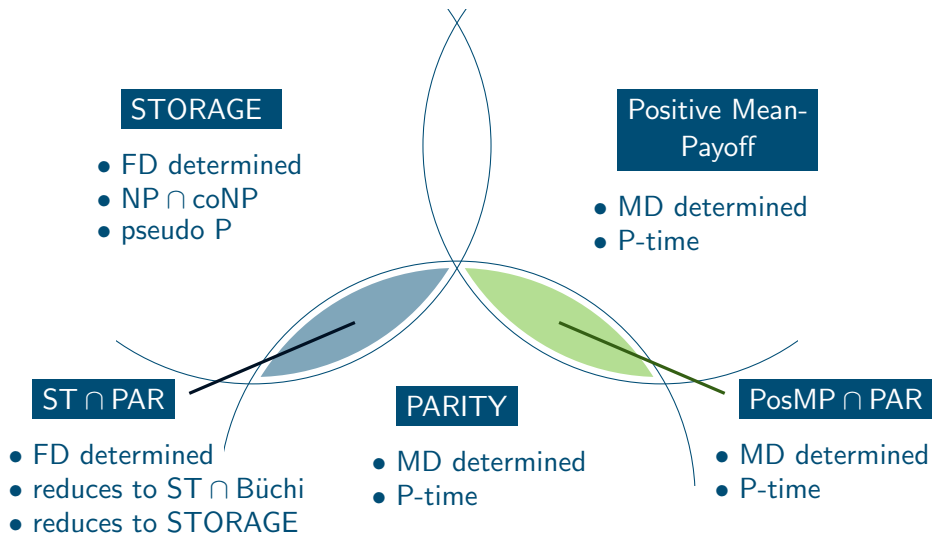 STORAGE
• FD determined
• NP ∩ coNP
• pseudo P
Positive Mean-
Payoff
• MD determined
• P-time
ST ∩ PAR
• FD determined
• reduces to ST ∩ Büchi
• reduces to STORAGE
PARITY
• MD determined
• P-time
PosMP ∩ PAR
• MD determined
• P-time